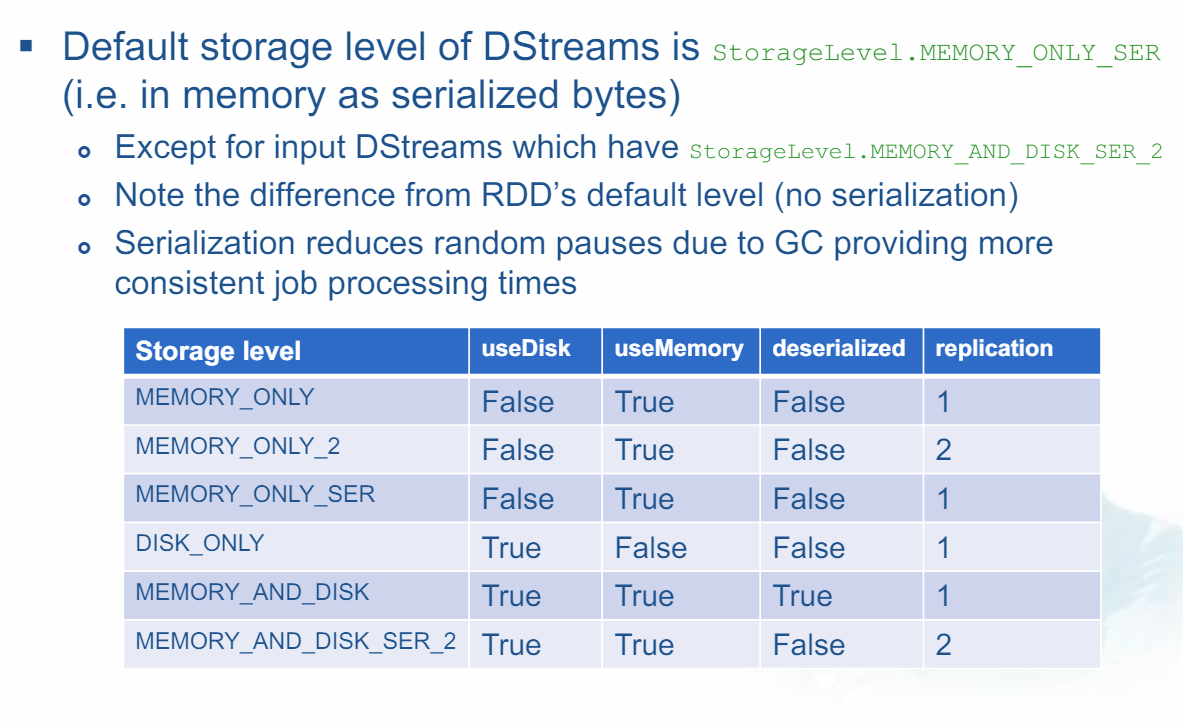 ▪ Default storage level of DStreams is StorageLevel.MEMORY_ONLY_SER
(i.e. in memory as serialized bytes)
Except for input DStreams which have StorageLevel.MEMORY_AND_DISK_SER_2
Note the difference from RDD’s default level (no serialization)
Serialization reduces random pauses due to GC providing more
consistent job processing times
Storage level useDisk useMemory deserialized replication
MEMORY_ONLY False True False 1
MEMORY_ONLY_2 False True False 2
MEMORY_ONLY_SER False True False 1
DISK_ONLY True False False 1
MEMORY_AND_DISK True True True 1
MEMORY_AND_DISK_SER_2 True True False 2